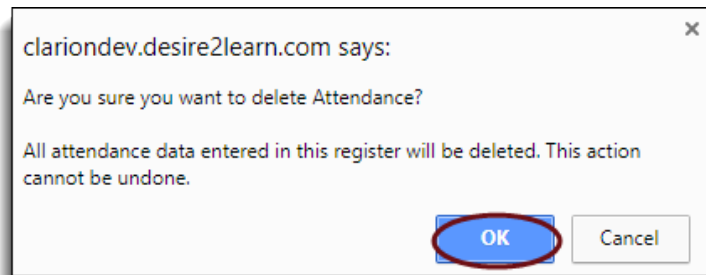 clariondev.desire2learn.com says:
Are you sure you want to delete Attendance?
All attendance data entered in this register will be deleted. This action
cannot be undone.
OK Cancel